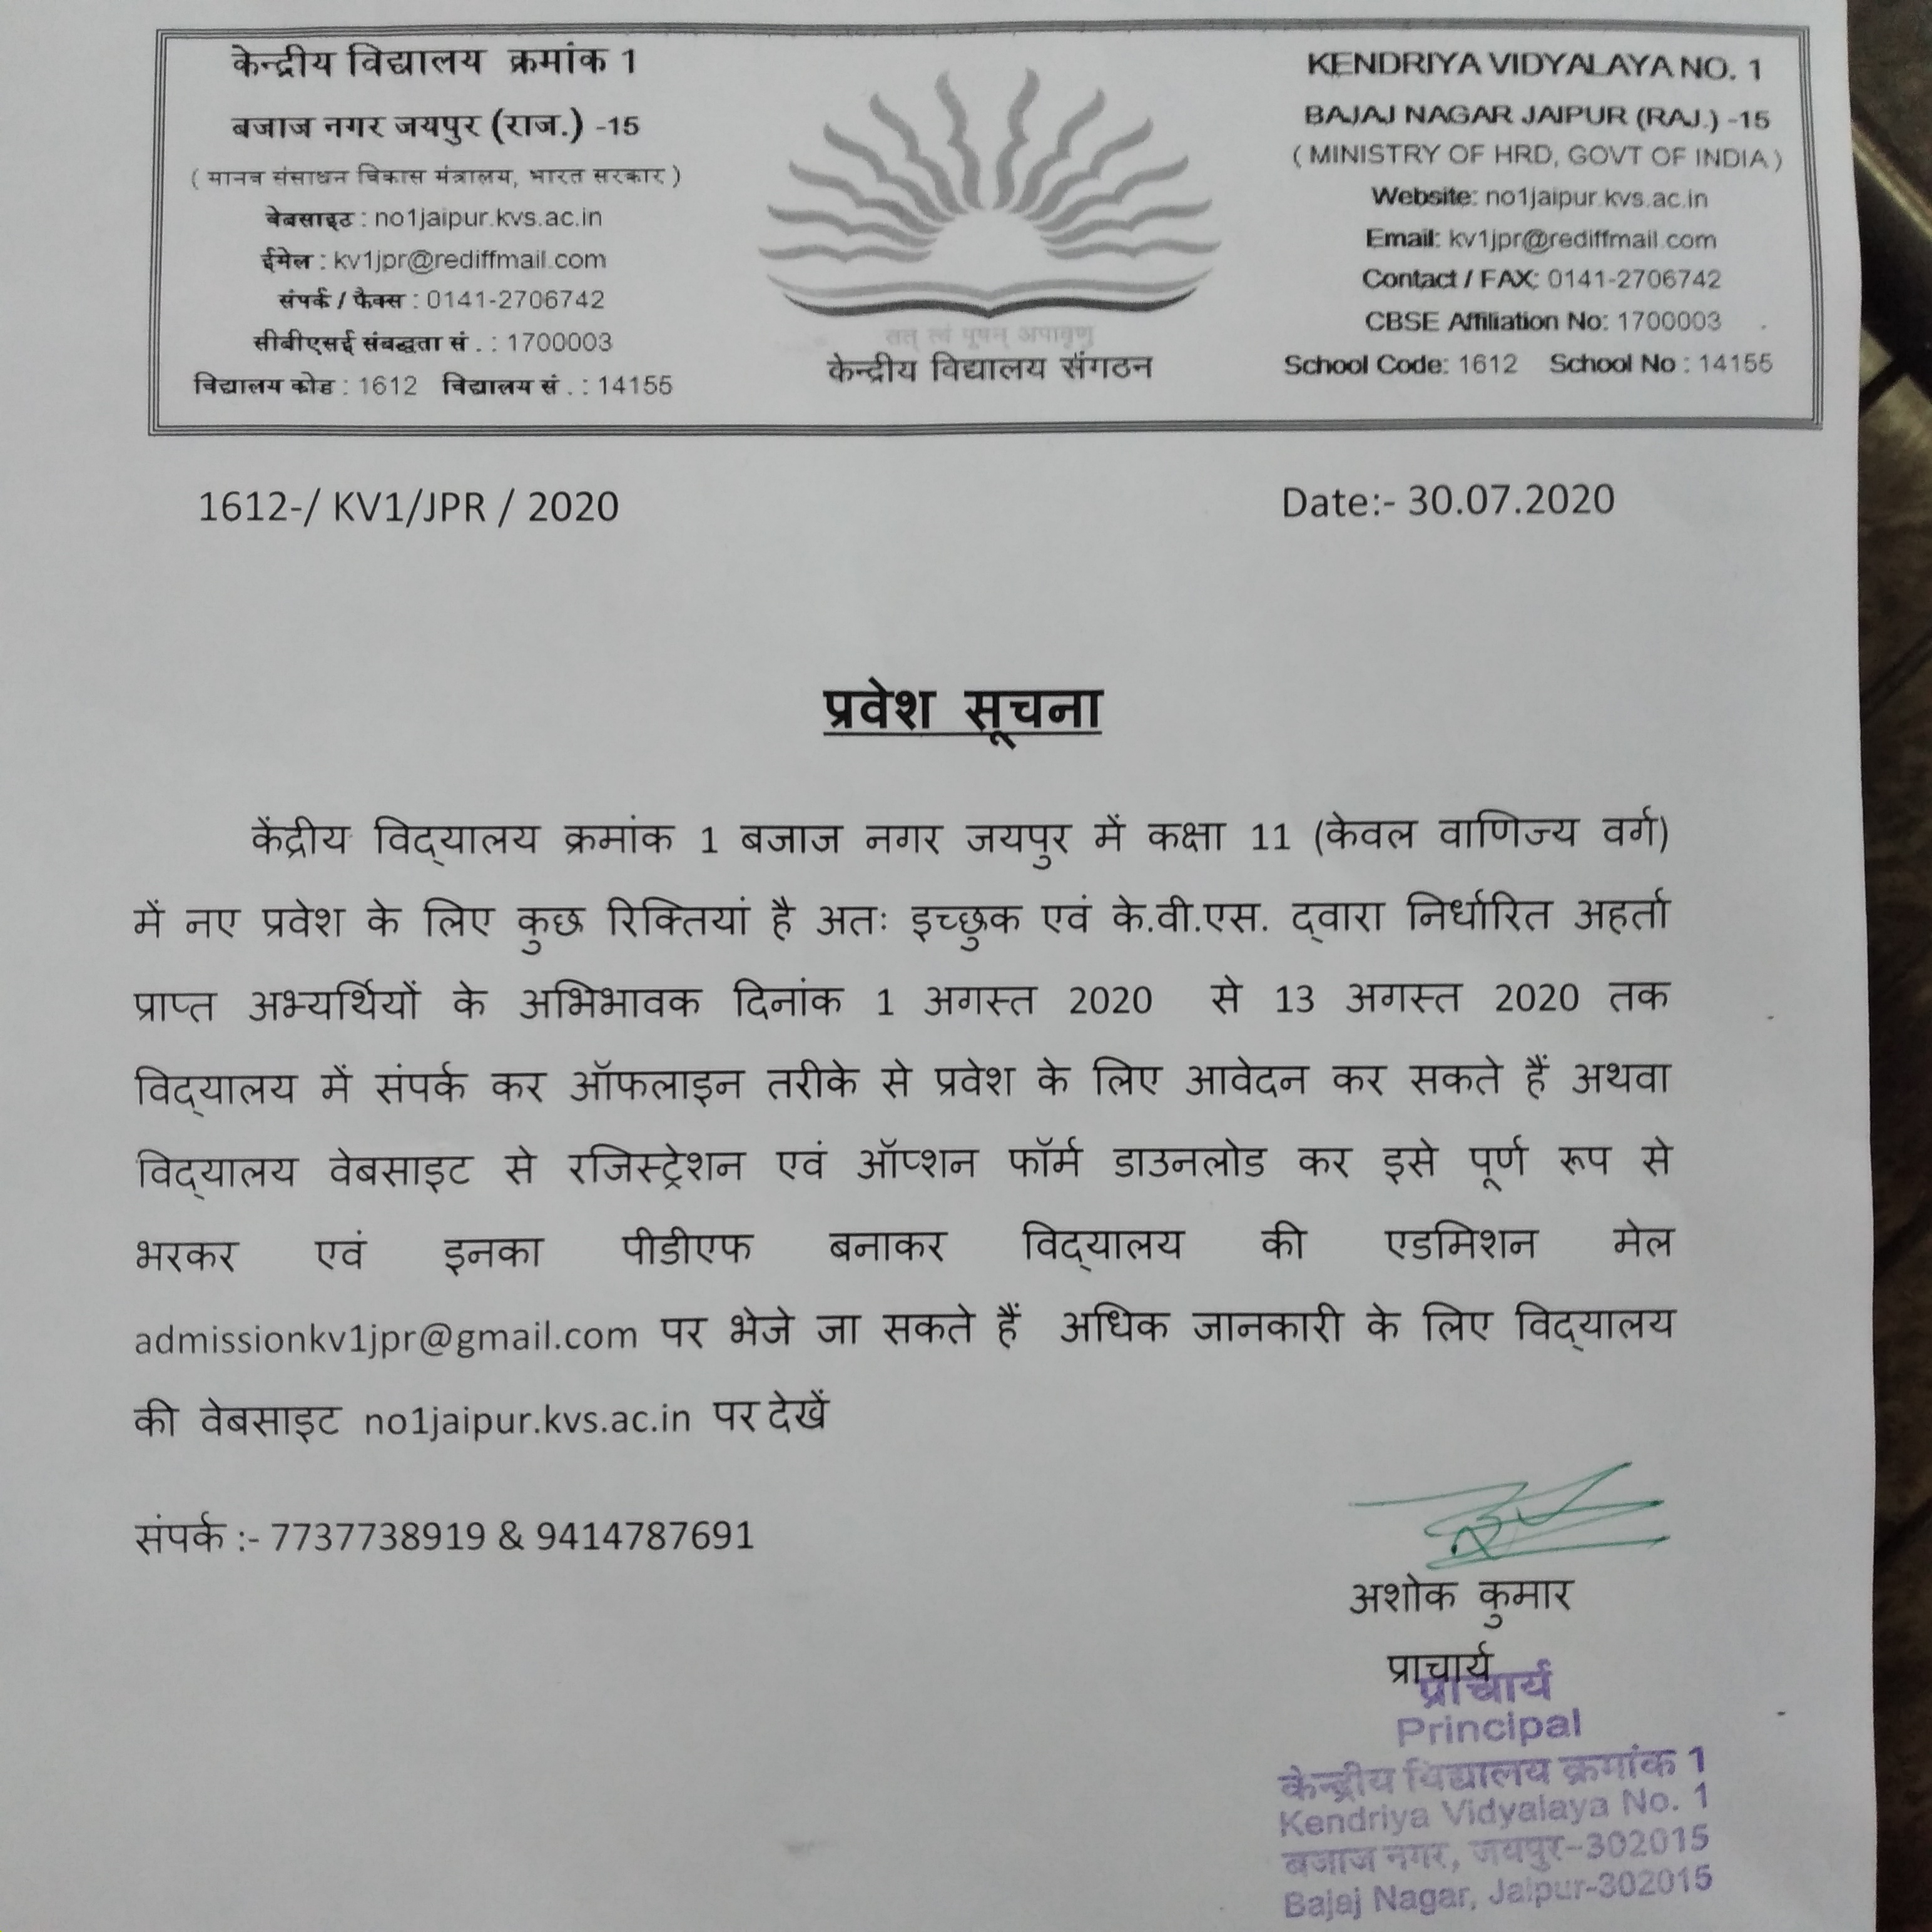 केन्द्रीय विद्यालय क्रमांक 1
बजाज नगर जयपुर (राज.) -15
( मानव संसाधन विकास मंत्रालय, भारत सरकार )
वेबसाइट : no1jaipur.kvs.ac.in
ईमेल : kv1jpr@rediffmail.com
संपर्क / फैक्स : 0141-2706742
सीबीएसई संबद्धता सं . : 1700003
विद्यालय कोड : 1612 विद्यालय सं . : 14155
तत् त्वं पूषन् अपावृणु
केन्द्रीय विद्यालय संगठन
KENDRIYA VIDYALAYA NO. 1
BAJAJ NAGAR JAIPUR (RAJ.) -15
( MINISTRY OF HRD, GOVT OF INDIA )
Website: no1jaipur.kvs.ac.in
Email: kv1jpr@rediffmail.com
Contact / FAX: 0141-2706742
CBSE Affiliation No: 1700003
School Code: 1612 School No : 14155
1612-/ KV1/JPR / 2020 Date:- 30.07.2020
प्रवेश सूचना
केंद्रीय विद्यालय क्रमांक 1 बजाज नगर जयपुर में कक्षा 11 (केवल वाणिज्य वर्ग)
में नए प्रवेश के लिए कुछ रिक्तियां है अतः इच्छुक एवं के.वी.एस. द्वारा निर्धारित अहर्ता
प्राप्त अभ्यर्थियों के अभिभावक दिनांक 1 अगस्त 2020 से 13 अगस्त 2020 तक
विद्यालय में संपर्क कर ऑफलाइन तरीके से प्रवेश के लिए आवेदन कर सकते हैं अथवा
विद्यालय वेबसाइट से रजिस्ट्रेशन एवं ऑप्शन फॉर्म डाउनलोड कर इसे पूर्ण रूप से
भरकर एवं इनका पीडीएफ बनाकर विद्यालय की एडमिशन मेल
admissionkv1jpr@gmail.com पर भेजे जा सकते हैं अधिक जानकारी के लिए विद्यालय
की वेबसाइट no1jaipur.kvs.ac.in पर देखें
संपर्क :- 7737738919 & 9414787691
अशोक कुमार
प्राचार्य
प्राचार्य
Principal
केन्द्रीय विद्यालय क्रमांक 1
Kendriya Vidyalaya No. 1
बजाज नगर, जयपुर-302015
Bajaj Nagar, Jaipur-302015